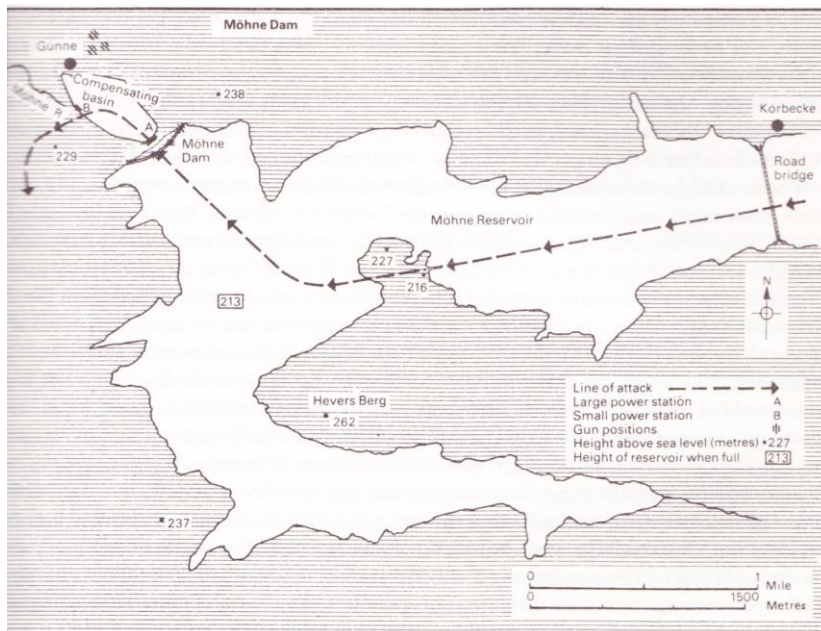 Möhne Dam
Gunne
Compensating
basin
Möhne R.
B
A
238
229
Möhne
Dam
Körbecke
Road
bridge
Möhne Reservoir
227
216
213
N
Hevers Berg
262
237
Line of attack
Large power station A
Small power station B
Gun positions
Height above sea level (metres) •227
Height of reservoir when full 213
0 1
Mile
0 1500
Metres